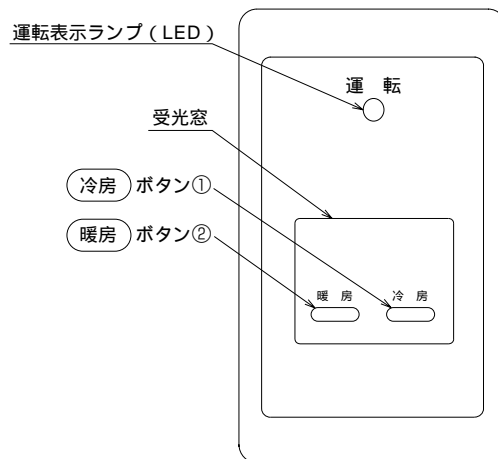 運転表示ランプ（LED）
運 転
受光窓
冷房 ボタン①
暖房 ボタン②
暖 房 冷 房